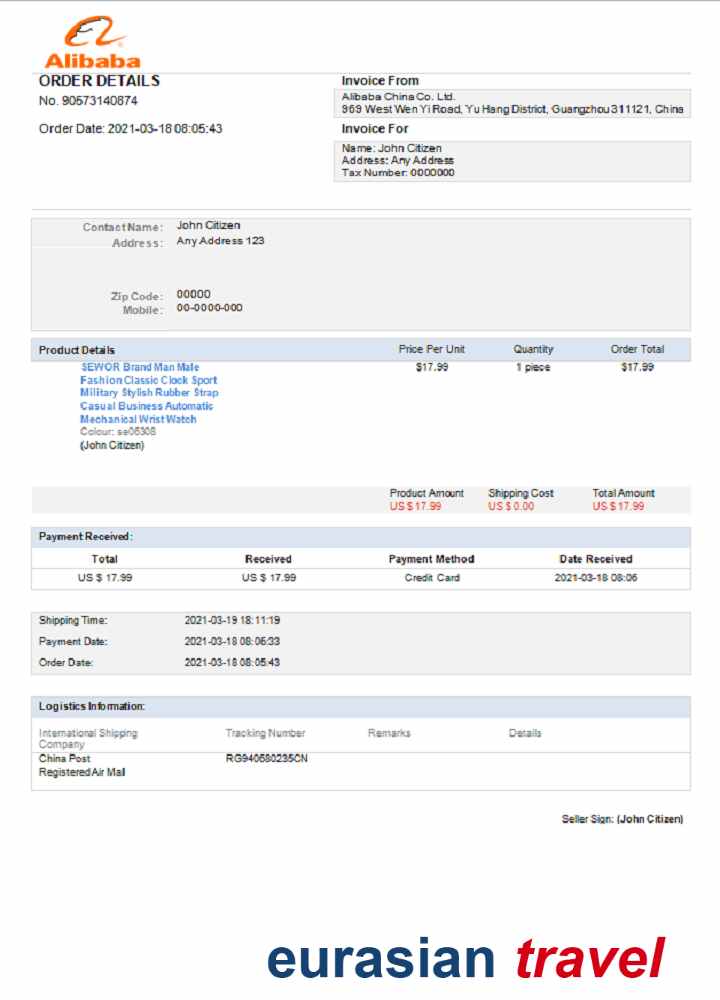 Alibaba
ORDER DETAILS
No. 90573140874
Order Date: 2021-03-18 08:05:43
Invoice From
Alibaba China Co. Ltd.
969 West Wen Yi Road, Yu Hang District, Guangzhou 311121, China
Invoice For
Name: John Citizen
Address: Any Address
Tax Number: 0000000
Contact Name: John Citizen
Address: Any Address 123
Zip Code: 00000
Mobile: 00-0000-000
Product Details Price Per Unit Quantity Order Total
SEWOR Brand Man Male $17.99 1 piece $17.99
Fashion Classic Clock Sport
Military Stylish Rubber Strap
Casual Business Automatic
Mechanical Wrist Watch
Colour: se06308
(John Citizen)
Product Amount Shipping Cost Total Amount
US $ 17.99 US $ 0.00 US $ 17.99
Payment Received:
Total Received Payment Method Date Received
US $ 17.99 US $ 17.99 Credit Card 2021-03-18 08:06
Shipping Time: 2021-03-19 18:11:19
Payment Date: 2021-03-18 08:06:33
Order Date: 2021-03-18 08:05:43
Logistics Information:
International Shipping Tracking Number Remarks Details
Company
China Post RG940680235CN
Registered Air Mail
Seller Sign: (John Citizen)
eurasian travel